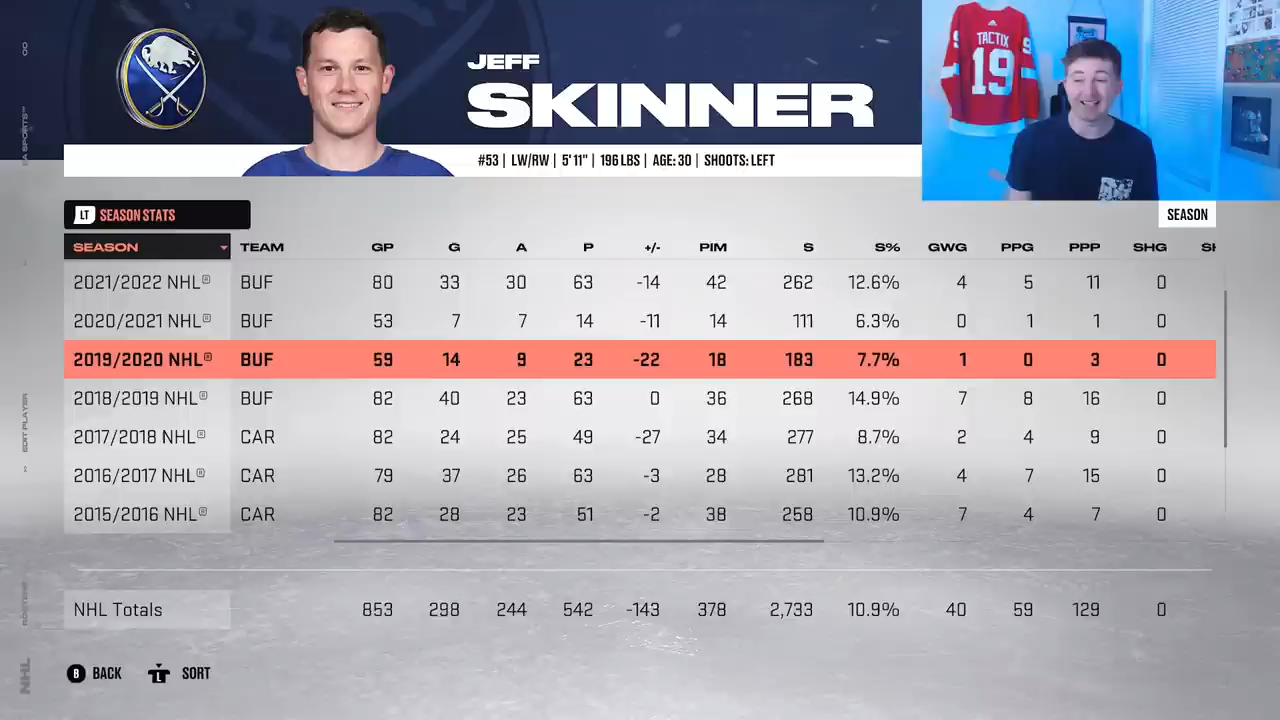 JEFF
SKINNER
#53 | LW/RW | 5'11" | 196 LBS | AGE: 30 | SHOOTS: LEFT
TACTIX
19
9
9
LT SEASON STATS
SEASON
SEASON TEAM GP G A P +/- PIM S S% GWG PPG PPP SHG
2021/2022 NHL® BUF 80 33 30 63 -14 42 262 12.6% 4 5 11 0
2020/2021 NHL® BUF 53 7 7 14 -11 14 111 6.3% 0 1 1 0
2019/2020 NHL® BUF 59 14 9 23 -22 18 183 7.7% 1 0 3 0
2018/2019 NHL® BUF 82 40 23 63 0 36 268 14.9% 7 8 16 0
2017/2018 NHL® CAR 82 24 25 49 -27 34 277 8.7% 2 4 9 0
2016/2017 NHL® CAR 79 37 26 63 -3 28 281 13.2% 4 7 15 0
2015/2016 NHL® CAR 82 28 23 51 -2 38 258 10.9% 7 4 7 0
NHL Totals 853 298 244 542 -143 378 2,733 10.9% 40 59 129 0
B BACK L SORT
EA SPORTS™
EDIT PLAYER
ROSTERS
NHL